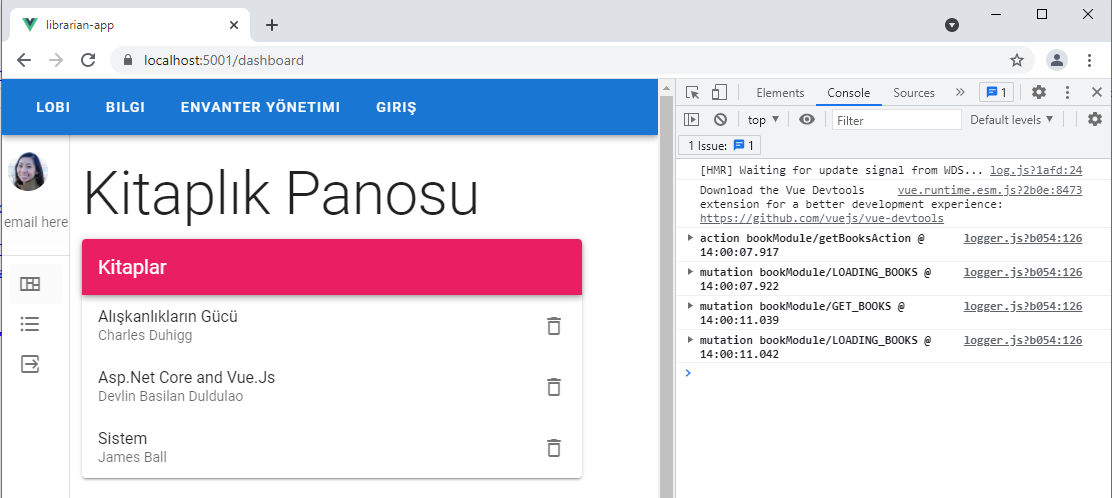 librarian-app
localhost:5001/dashboard
LOBI BILGI ENVANTER YÖNETIMI GIRIŞ
email here
Kitaplık Panosu
Kitaplar
Alışkanlıkların Gücü
Charles Duhigg
Asp.Net Core and Vue.Js
Devlin Basilan Duldulao
Sistem
James Ball
Elements Console Sources » 1
top Filter Default levels
1 Issue: 1
[HMR] Waiting for update signal from WDS... log.js?1afd:24
Download the Vue Devtools vue.runtime.esm.js?2b0e:8473
extension for a better development experience:
https://github.com/vuejs/vue-devtools
action bookModule/getBooksAction @ logger.js?b054:126
14:00:07.917
mutation bookModule/LOADING_BOOKS @ logger.js?b054:126
14:00:07.922
mutation bookModule/GET_BOOKS @ logger.js?b054:126
14:00:11.039
mutation bookModule/LOADING_BOOKS @ logger.js?b054:126
14:00:11.042